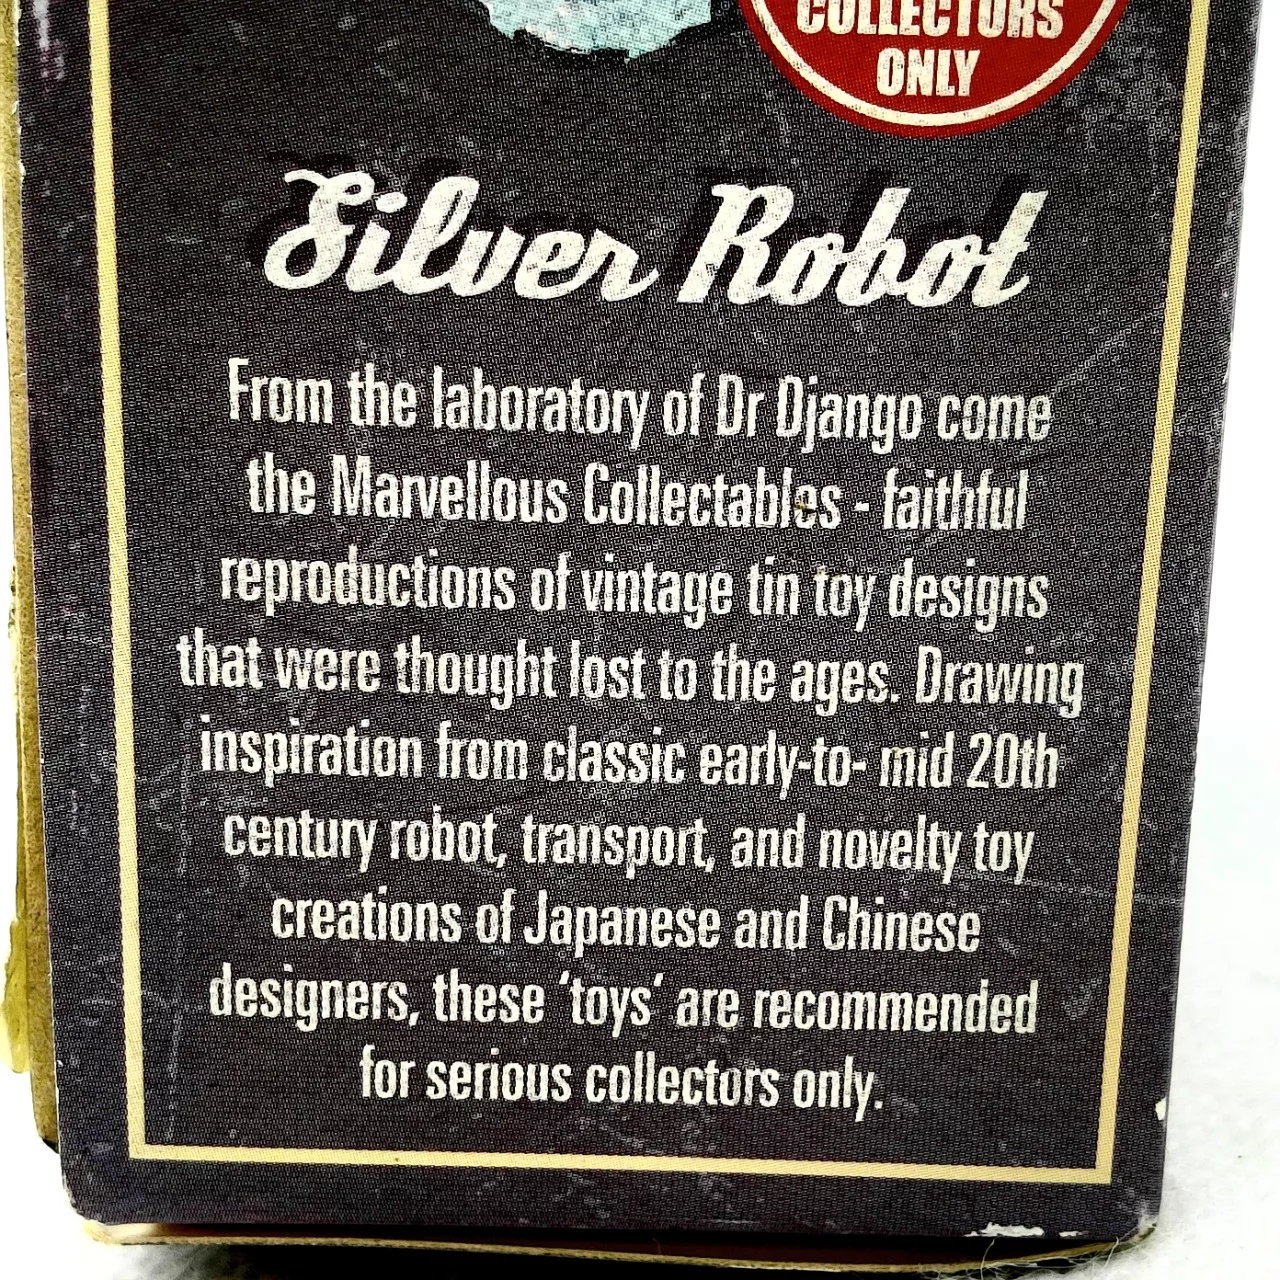 COLLECTORS
ONLY
Silver Robot
From the laboratory of Dr Django come
the Marvellous Collectables - faithful
reproductions of vintage tin toy designs
that were thought lost to the ages. Drawing
inspiration from classic early-to- mid 20th
century robot, transport, and novelty toy
creations of Japanese and Chinese
designers, these 'toys' are recommended
for serious collectors only.